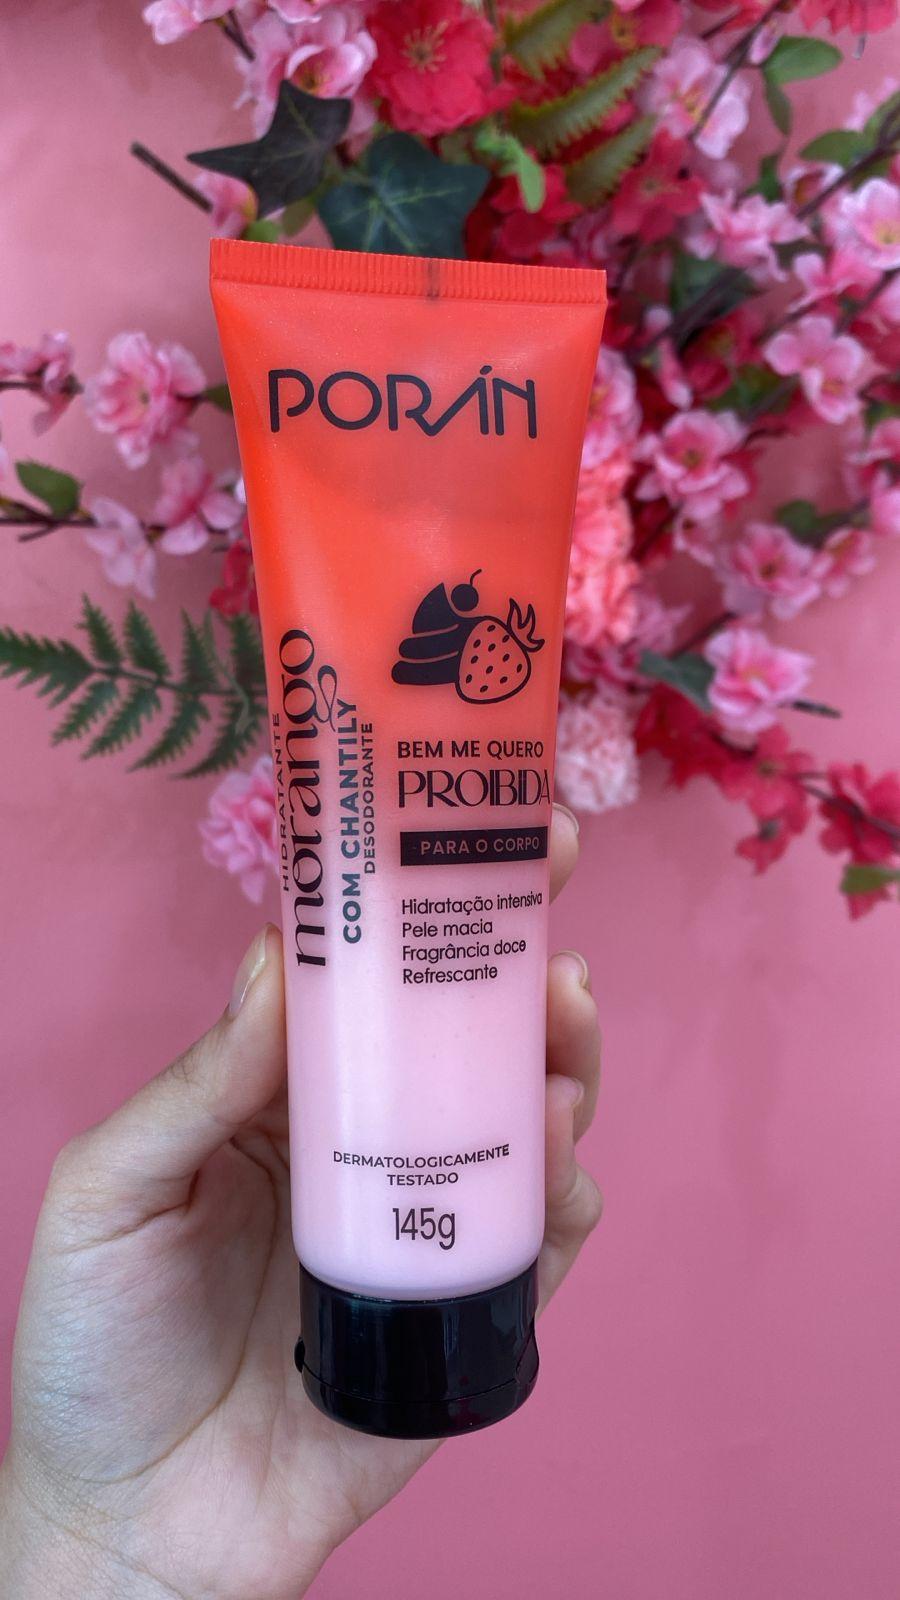 PORÁN
HIDRATANTE
morango
COM CHANTILY
DESODORANTE
BEM ME QUERO
PROIBIDA
PARA O CORPO
Hidratação intensiva
Pele macia
Fragrância doce
Refrescante
DERMATOLOGICAMENTE
TESTADO
145g